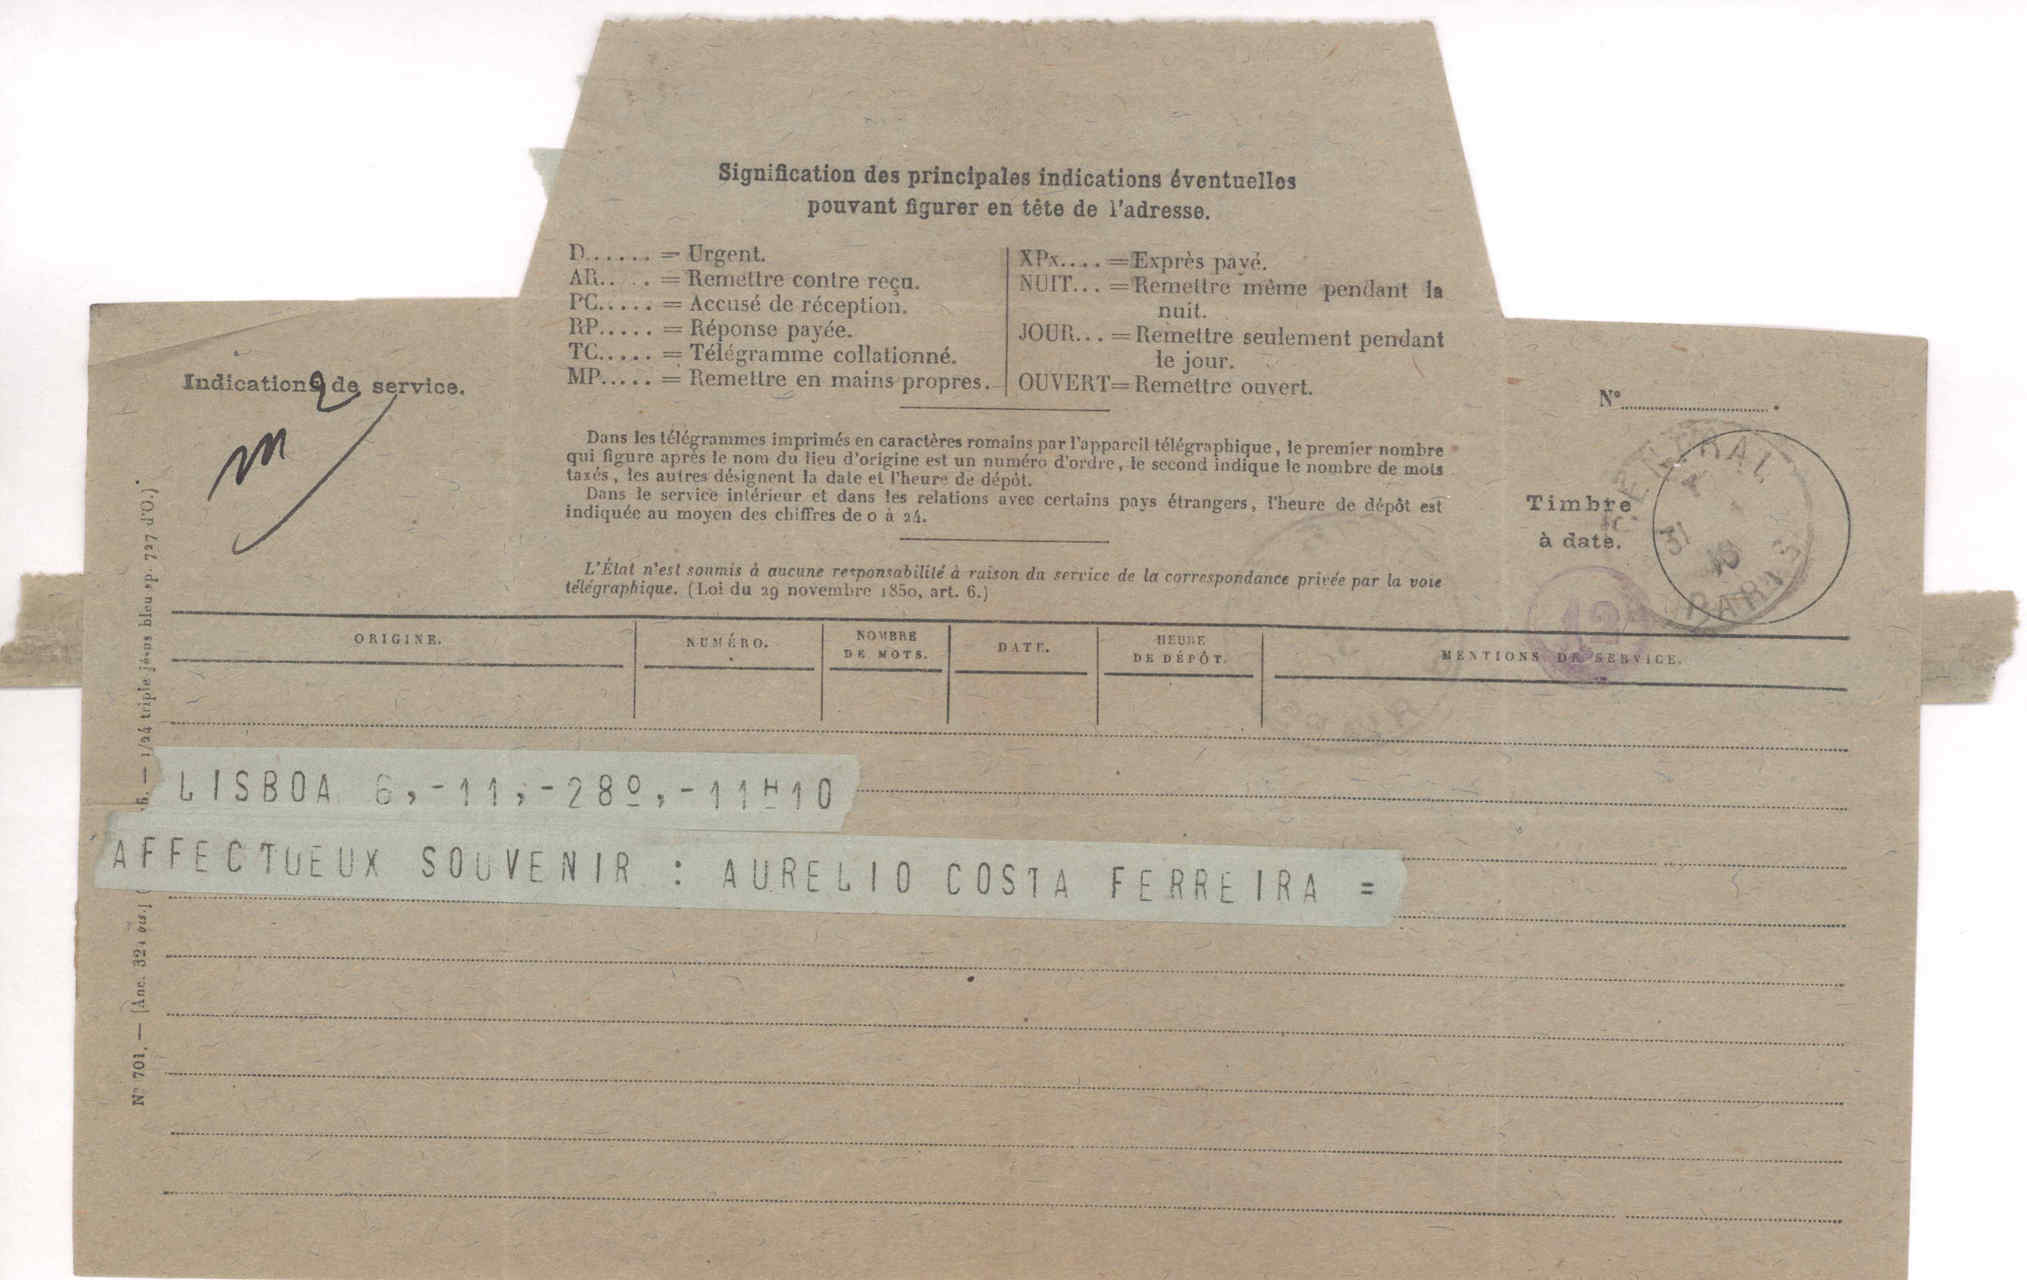 Signification des principales indications éventuelles
pouvant figurer en tête de l'adresse.
D...... = Urgent.
AR..... = Remettre contre reçu.
PC..... = Accusé de réception.
RP..... = Réponse payée.
TC..... = Télégramme collationné.
MP..... = Remettre en mains propres.
XPx.... = Exprès payé.
NUIT... = Remettre même pendant la
nuit.
JOUR... = Remettre seulement pendant
le jour.
OUVERT = Remettre ouvert.
Indications de service.
N° .
Dans les télégrammes imprimés en caractères romains par l'appareil télégraphique, le premier nombre
qui figure après le nom du lieu d'origine est un numéro d'ordre, le second indique le nombre de mots
taxés, les autres désignent la date et l'heure de dépôt.
Dans le service intérieur et dans les relations avec certains pays étrangers, l'heure de dépôt est
indiquée au moyen des chiffres de 0 à 24.
Timbre
à date.
PARIS
12
L'État n'est soumis à aucune responsabilité à raison du service de la correspondance privée par la voie
télégraphique. (Loi du 29 novembre 1850, art. 6.)
ORIGINE. NUMÉRO. NOMBRE DE MOTS. DATE. HEURE DE DÉPÔT. MENTIONS DE SERVICE.
LISBOA 6,-11,-28º,-11H10
AFFECTUEUX SOUVENIR : AURELIO COSTA FERREIRA =
N° 701. — [Anc. 321 bis.]